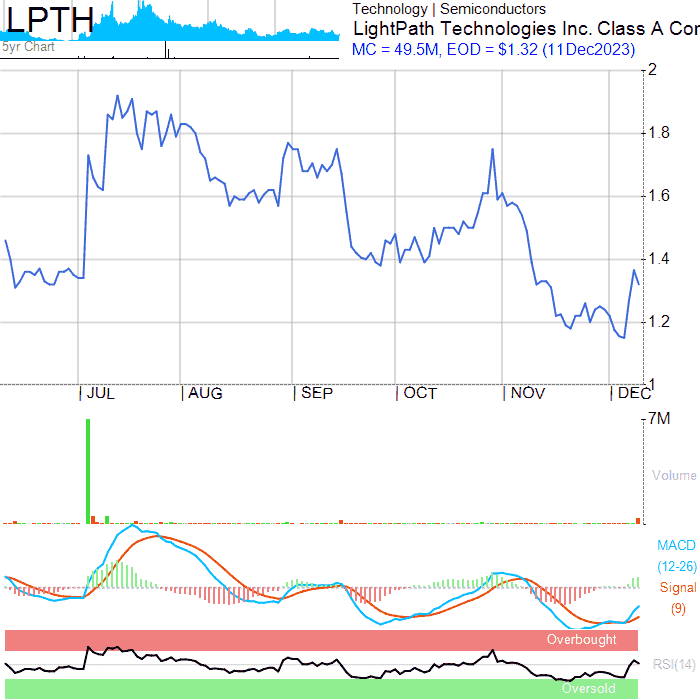 LPTH
5yr Chart
Technology | Semiconductors
LightPath Technologies Inc. Class A Cor
MC = 49.5M, EOD = $1.32 (11Dec2023)
2
1.8
1.6
1.4
1.2
1
JUL AUG SEP OCT NOV DEC
7M
Volume
MACD
(12-26)
Signal
(9)
Overbought
RSI(14)
Oversold